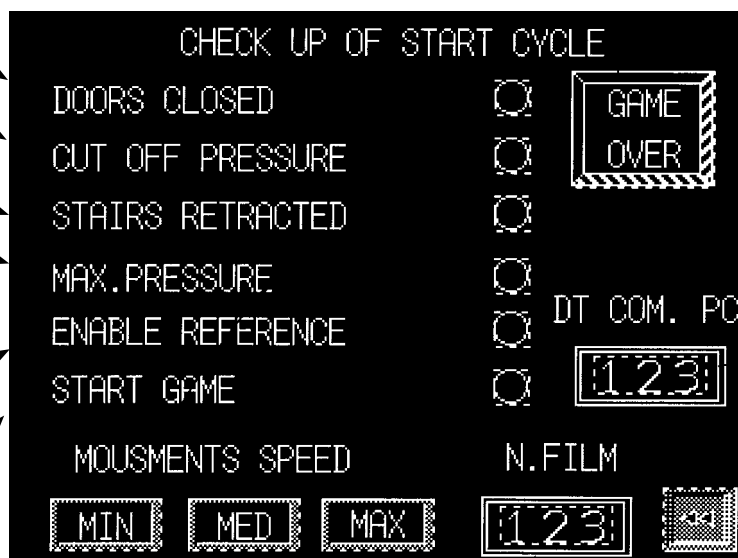 CHECK UP OF START CYCLE
DOORS CLOSED
GAME
OVER
CUT OFF PRESSURE
STAIRS RETRACTED
MAX.PRESSURE
ENABLE REFERENCE
DT COM. PC
START GAME
123
MOUSMENTS SPEED
N.FILM
MIN MED MAX 123 <<